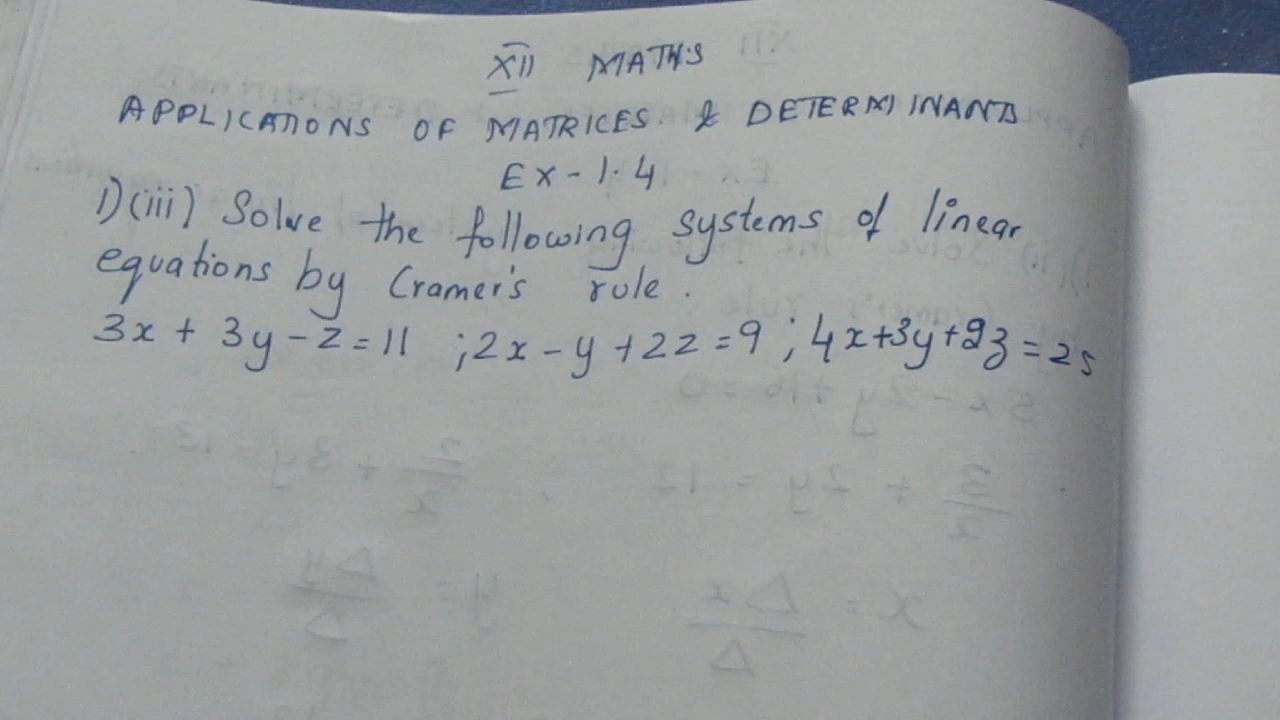 XII MATHS
APPLICATIONS OF MATRICES & DETERMINANTS
EX-1.4
1)(iii) Solve the following systems of linear
equations by Cramer's rule.
3x + 3y - z = 11 ; 2x - y + 2z = 9 ; 4x+3y+2z = 25